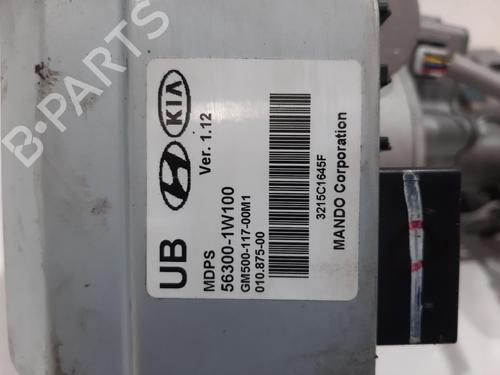 UB
KIA
Ver. 1.12
MDPS
56300-1W100
GM500-117-00M1
010.875-00
3215C1645F
MANDO Corporation
B-PARTS